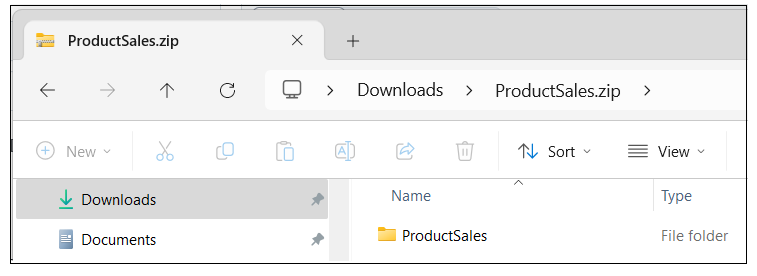 ProductSales.zip
Downloads ProductSales.zip
New Sort View
Downloads
Documents
Name Type
ProductSales File folder